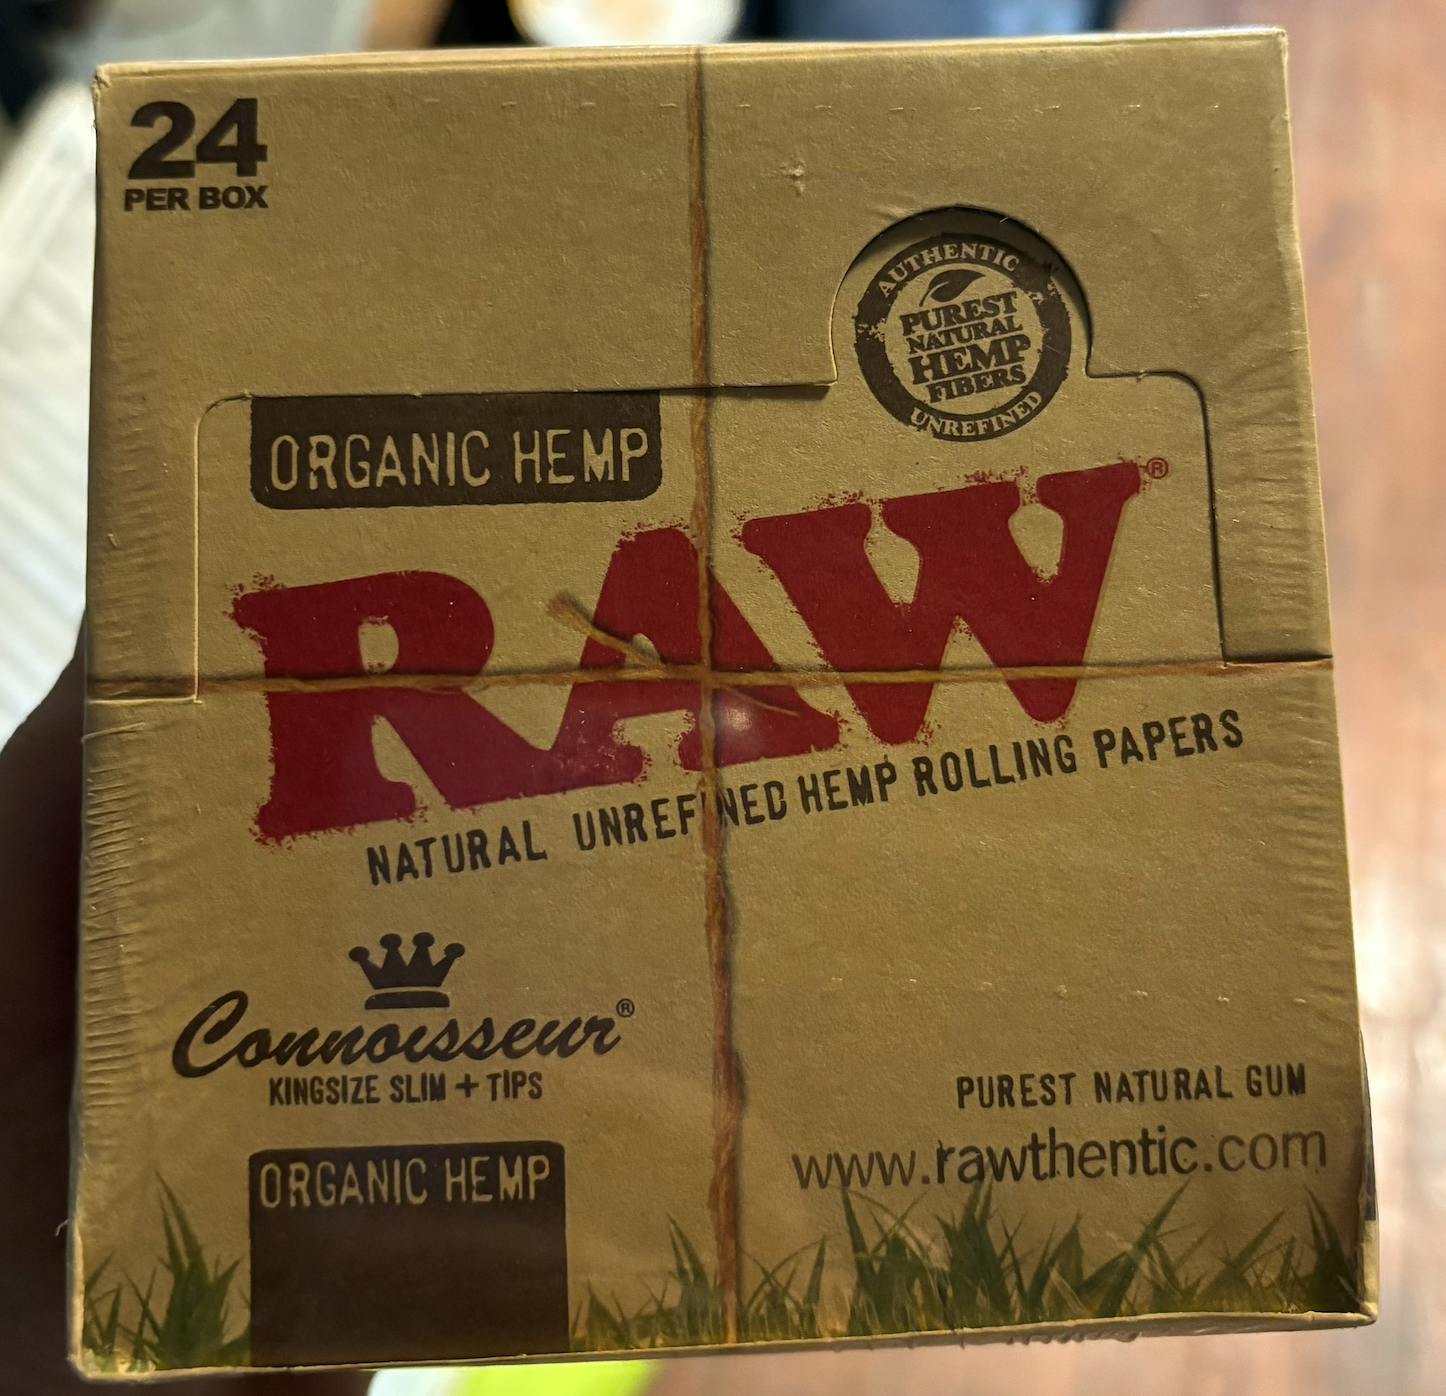 24
PER BOX
AUTHENTIC
PUREST
NATURAL
HEMP
FIBERS
UNREFINED
ORGANIC HEMP
RAW®
NATURAL UNREFINED HEMP ROLLING PAPERS
Connoisseur®
KINGSIZE SLIM + TIPS
PUREST NATURAL GUM
www.rawthentic.com
ORGANIC HEMP